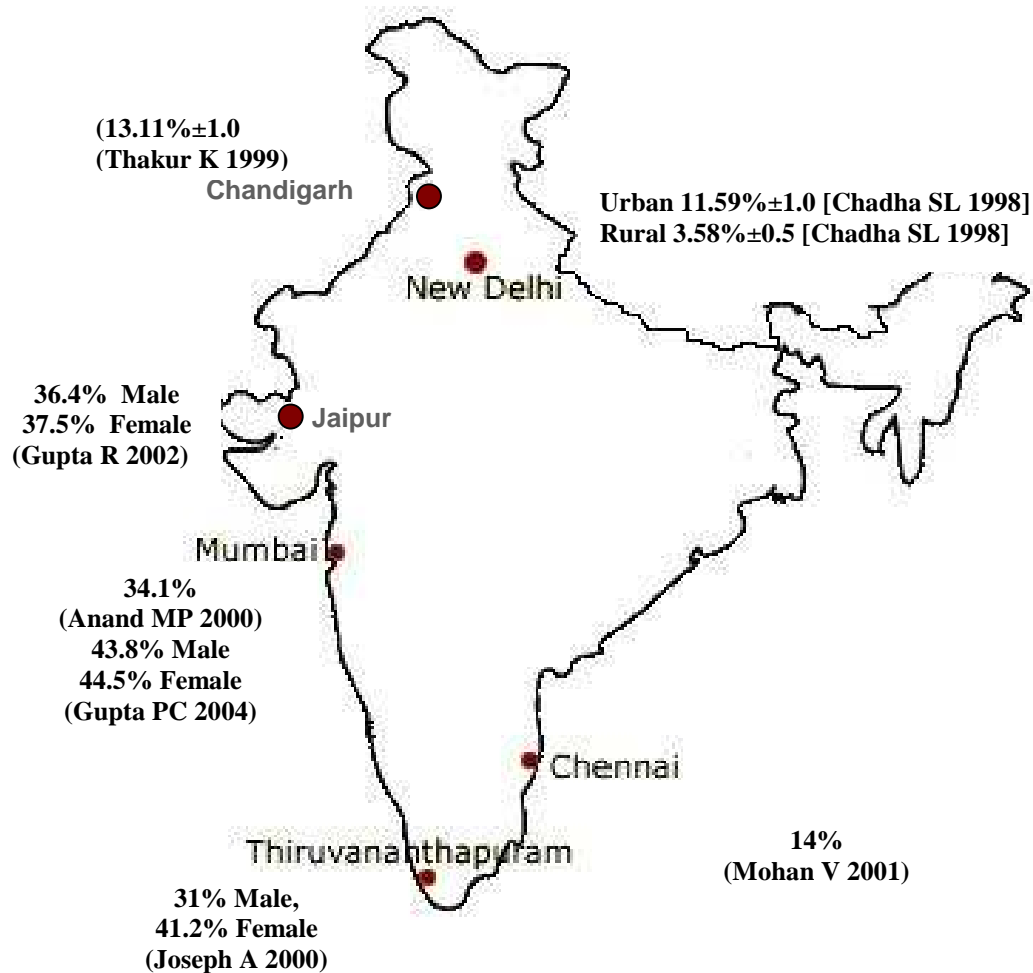 (13.11%±1.0
(Thakur K 1999)
Chandigarh
Urban 11.59%±1.0 [Chadha SL 1998]
Rural 3.58%±0.5 [Chadha SL 1998]
New Delhi
36.4%  Male
37.5%  Female
(Gupta R 2002)
Jaipur
Mumbai
34.1%
(Anand MP 2000)
43.8% Male
44.5% Female
(Gupta PC 2004)
Chennai
14%
(Mohan V 2001)
Thiruvananthapuram
31% Male,
41.2% Female
(Joseph A 2000)